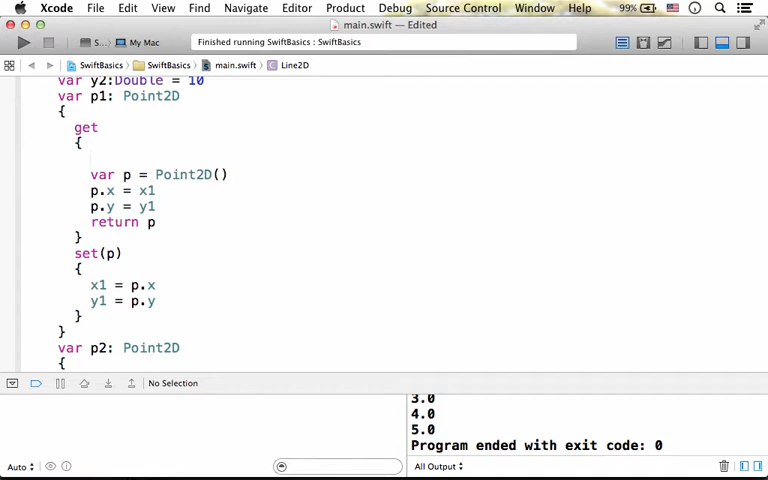 Xcode File Edit View Find Navigate Editor Product Debug Source Control Window Help 99%
main.swift — Edited
S... My Mac Finished running SwiftBasics : SwiftBasics
SwiftBasics SwiftBasics main.swift C Line2D
var y2:Double = 10
var p1: Point2D
{
get
{
var p = Point2D()
p.x = x1
p.y = y1
return p
}
set(p)
{
x1 = p.x
y1 = p.y
}
}
var p2: Point2D
{
No Selection
3.0
4.0
5.0
Program ended with exit code: 0
Auto All Output